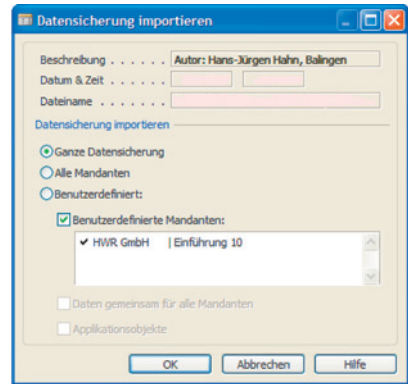 Datensicherung importieren
Beschreibung . . . . . . Autor: Hans-Jürgen Hahn, Balingen
Datum & Zeit . . . . . .
Dateiname . . . . . . .
Datensicherung importieren
Ganze Datensicherung
Alle Mandanten
Benutzerdefiniert:
Benutzerdefinierte Mandanten:
HWR GmbH | Einführung 10
Daten gemeinsam für alle Mandanten
Applikationsobjekte
OK Abbrechen Hilfe